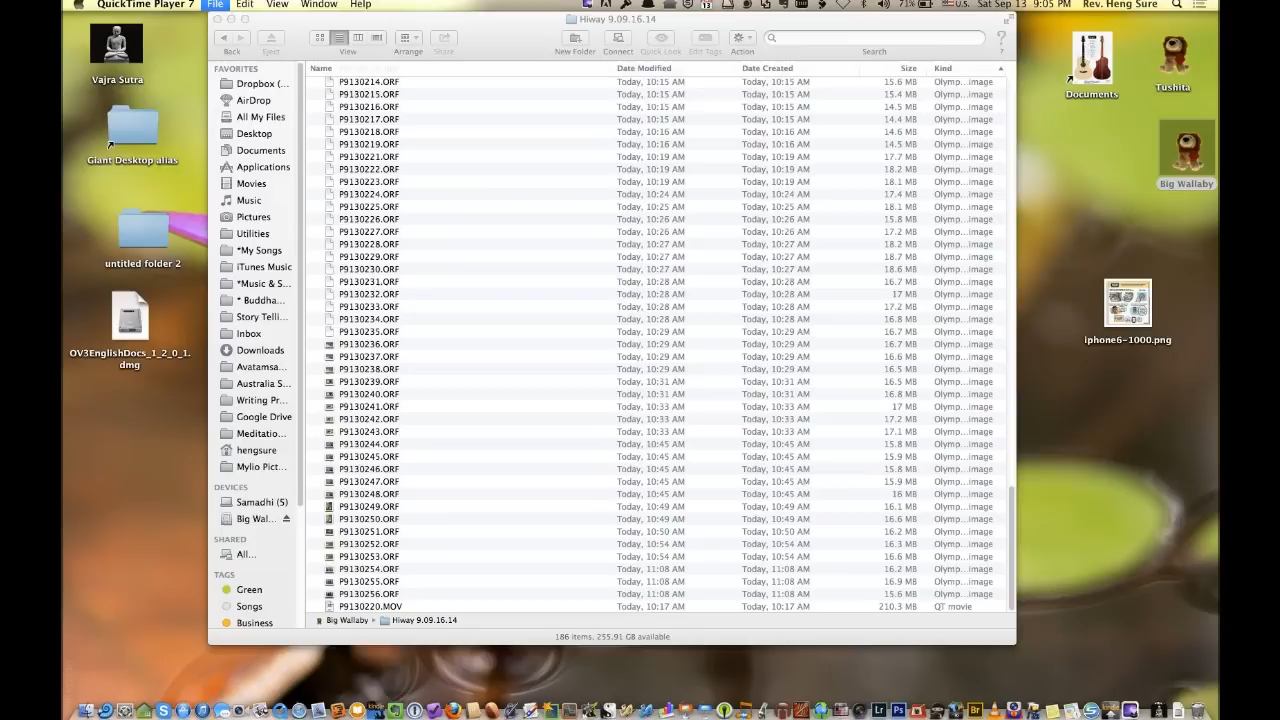 QuickTime Player 7 File Edit View Window Help 71% U.S. Sat Sep 13 9:05 PM Rev. Heng Sure
Hiway 9.09.16.14
Back Eject View Arrange Share New Folder Connect Quick Look Edit Tags Action Search ?
Name Date Modified Date Created Size Kind
P9130214.ORF Today, 10:15 AM Today, 10:15 AM 15.6 MB Olymp...image
P9130215.ORF Today, 10:15 AM Today, 10:15 AM 15.4 MB Olymp...image
P9130216.ORF Today, 10:15 AM Today, 10:15 AM 14.5 MB Olymp...image
P9130217.ORF Today, 10:15 AM Today, 10:15 AM 14.4 MB Olymp...image
P9130218.ORF Today, 10:16 AM Today, 10:16 AM 14.6 MB Olymp...image
P9130219.ORF Today, 10:16 AM Today, 10:16 AM 14.5 MB Olymp...image
P9130221.ORF Today, 10:19 AM Today, 10:19 AM 17.7 MB Olymp...image
P9130222.ORF Today, 10:19 AM Today, 10:19 AM 18.2 MB Olymp...image
P9130223.ORF Today, 10:19 AM Today, 10:19 AM 18.1 MB Olymp...image
P9130224.ORF Today, 10:24 AM Today, 10:24 AM 17.4 MB Olymp...image
P9130225.ORF Today, 10:25 AM Today, 10:25 AM 18.1 MB Olymp...image
P9130226.ORF Today, 10:26 AM Today, 10:26 AM 15.8 MB Olymp...image
P9130227.ORF Today, 10:26 AM Today, 10:26 AM 17.2 MB Olymp...image
P9130228.ORF Today, 10:27 AM Today, 10:27 AM 18.2 MB Olymp...image
P9130229.ORF Today, 10:27 AM Today, 10:27 AM 18.7 MB Olymp...image
P9130230.ORF Today, 10:27 AM Today, 10:27 AM 18.6 MB Olymp...image
P9130231.ORF Today, 10:28 AM Today, 10:28 AM 16.7 MB Olymp...image
P9130232.ORF Today, 10:28 AM Today, 10:28 AM 17 MB Olymp...image
P9130233.ORF Today, 10:28 AM Today, 10:28 AM 17.2 MB Olymp...image
P9130234.ORF Today, 10:28 AM Today, 10:28 AM 16.8 MB Olymp...image
P9130235.ORF Today, 10:29 AM Today, 10:29 AM 16.7 MB Olymp...image
P9130236.ORF Today, 10:29 AM Today, 10:29 AM 16.7 MB Olymp...image
P9130237.ORF Today, 10:29 AM Today, 10:29 AM 16.6 MB Olymp...image
P9130238.ORF Today, 10:29 AM Today, 10:29 AM 16.5 MB Olymp...image
P9130239.ORF Today, 10:31 AM Today, 10:31 AM 16.5 MB Olymp...image
P9130240.ORF Today, 10:31 AM Today, 10:31 AM 16.8 MB Olymp...image
P9130241.ORF Today, 10:33 AM Today, 10:33 AM 17 MB Olymp...image
P9130242.ORF Today, 10:33 AM Today, 10:33 AM 17.2 MB Olymp...image
P9130243.ORF Today, 10:33 AM Today, 10:33 AM 17.1 MB Olymp...image
P9130244.ORF Today, 10:45 AM Today, 10:45 AM 15.8 MB Olymp...image
P9130245.ORF Today, 10:45 AM Today, 10:45 AM 15.9 MB Olymp...image
P9130246.ORF Today, 10:45 AM Today, 10:45 AM 15.8 MB Olymp...image
P9130247.ORF Today, 10:45 AM Today, 10:45 AM 15.9 MB Olymp...image
P9130248.ORF Today, 10:45 AM Today, 10:45 AM 16 MB Olymp...image
P9130249.ORF Today, 10:49 AM Today, 10:49 AM 16.1 MB Olymp...image
P9130250.ORF Today, 10:49 AM Today, 10:49 AM 16.6 MB Olymp...image
P9130251.ORF Today, 10:50 AM Today, 10:50 AM 16.2 MB Olymp...image
P9130252.ORF Today, 10:54 AM Today, 10:54 AM 16.3 MB Olymp...image
P9130253.ORF Today, 10:54 AM Today, 10:54 AM 16.6 MB Olymp...image
P9130254.ORF Today, 11:08 AM Today, 11:08 AM 16.2 MB Olymp...image
P9130255.ORF Today, 11:08 AM Today, 11:08 AM 16.9 MB Olymp...image
P9130256.ORF Today, 11:08 AM Today, 11:08 AM 15.6 MB Olymp...image
P9130220.MOV Today, 10:17 AM Today, 10:17 AM 210.3 MB QT movie
Big Wallaby Hiway 9.09.16.14
186 items, 255.91 GB available
FAVORITES
Dropbox (...
AirDrop
All My Files
Desktop
Documents
Applications
Movies
Music
Pictures
Utilities
*My Songs
iTunes Music
*Music & S...
* Buddha...
Story Telli...
Inbox
Downloads
Avatamsa...
Australia S...
Writing Pr...
Google Drive
Meditatio...
hengsure
Mylio Pict...
DEVICES
Samadhi (5)
Big Wal...
SHARED
All...
TAGS
Green
Songs
Business
Vajra Sutra
Giant Desktop alias
untitled folder 2
OV3EnglishDocs_1_2_0_1.
dmg
Documents
Tushita
Big Wallaby
iphone6-1000.png
Lr Ps Br